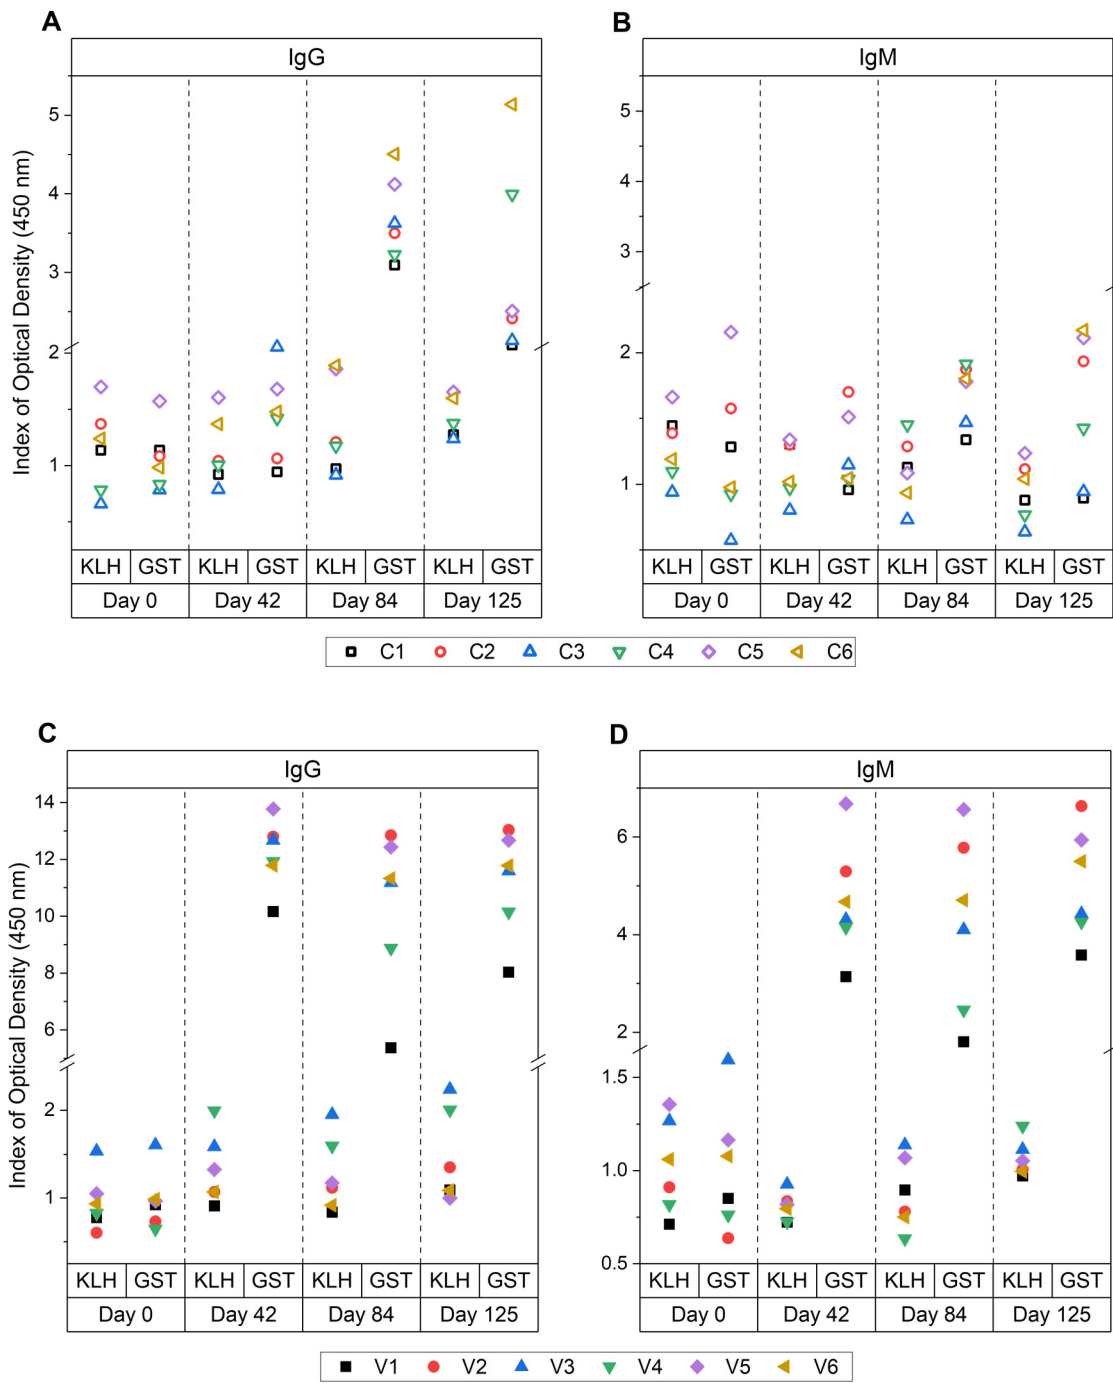 A
B
IgG
IgM
Index of Optical Density (450 nm)
5
4
3
2
1
5
4
3
2
1
KLH GST KLH GST KLH GST KLH GST
Day 0 Day 42 Day 84 Day 125
KLH GST KLH GST KLH GST KLH GST
Day 0 Day 42 Day 84 Day 125
C1 C2 C3 C4 C5 C6
C
D
IgG
IgM
Index of Optical Density (450 nm)
14
12
10
8
6
2
1
6
4
2
1.5
1.0
0.5
KLH GST KLH GST KLH GST KLH GST
Day 0 Day 42 Day 84 Day 125
KLH GST KLH GST KLH GST KLH GST
Day 0 Day 42 Day 84 Day 125
V1 V2 V3 V4 V5 V6